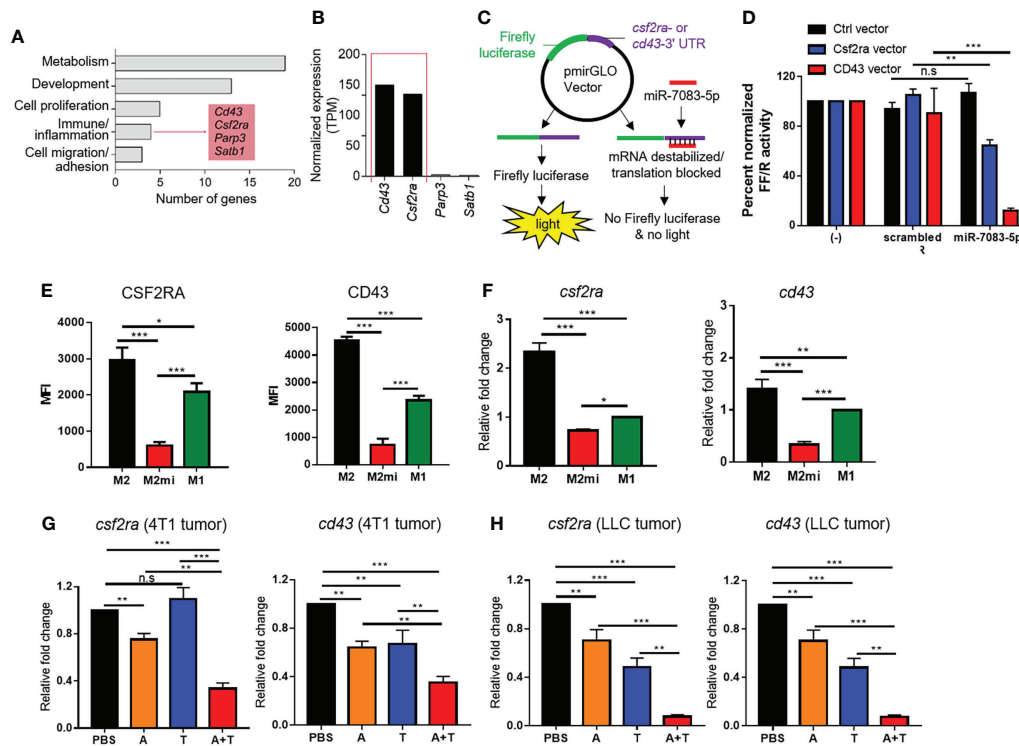 A
Metabolism
Development
Cell proliferation
Immune/
inflammation
Cell migration/
adhesion
Cd43
Csf2ra
Parp3
Satb1
0 5 10 15 20
Number of genes
B
Normalized expression
(TPM)
200
150
100
50
0
Cd43
Csf2ra
Parp3
Satb1
C
Firefly
luciferase
csf2ra- or
cd43-3' UTR
pmirGLO
Vector
miR-7083-5p
Firefly luciferase
light
mRNA destabilized/
translation blocked
No Firefly luciferase
& no light
D
Ctrl vector
Csf2ra vector
CD43 vector
***
**
n.s
Percent normalized
FF/R activity
120
80
40
0
(-)
scrambled
miR-7083-5p
E
CSF2RA
MFI
4000
3000
2000
1000
0
*
***
***
M2 M2mi M1
CD43
MFI
5000
4000
3000
2000
1000
0
***
***
***
M2 M2mi M1
F
csf2ra
Relative fold change
3
2
1
0
***
***
*
M2 M2mi M1
cd43
Relative fold change
3
2
1
0
**
***
***
M2 M2mi M1
G
csf2ra (4T1 tumor)
Relative fold change
1.2
0.8
0.4
0.0
***
***
**
n.s
**
PBS A T A+T
cd43 (4T1 tumor)
Relative fold change
1.2
0.8
0.4
0.0
***
**
**
**
**
PBS A T A+T
H
csf2ra (LLC tumor)
Relative fold change
1.2
0.9
0.6
0.3
0.0
***
***
**
***
**
PBS A T A+T
cd43 (LLC tumor)
Relative fold change
1.2
0.9
0.6
0.3
0.0
***
***
**
***
**
PBS A T A+T